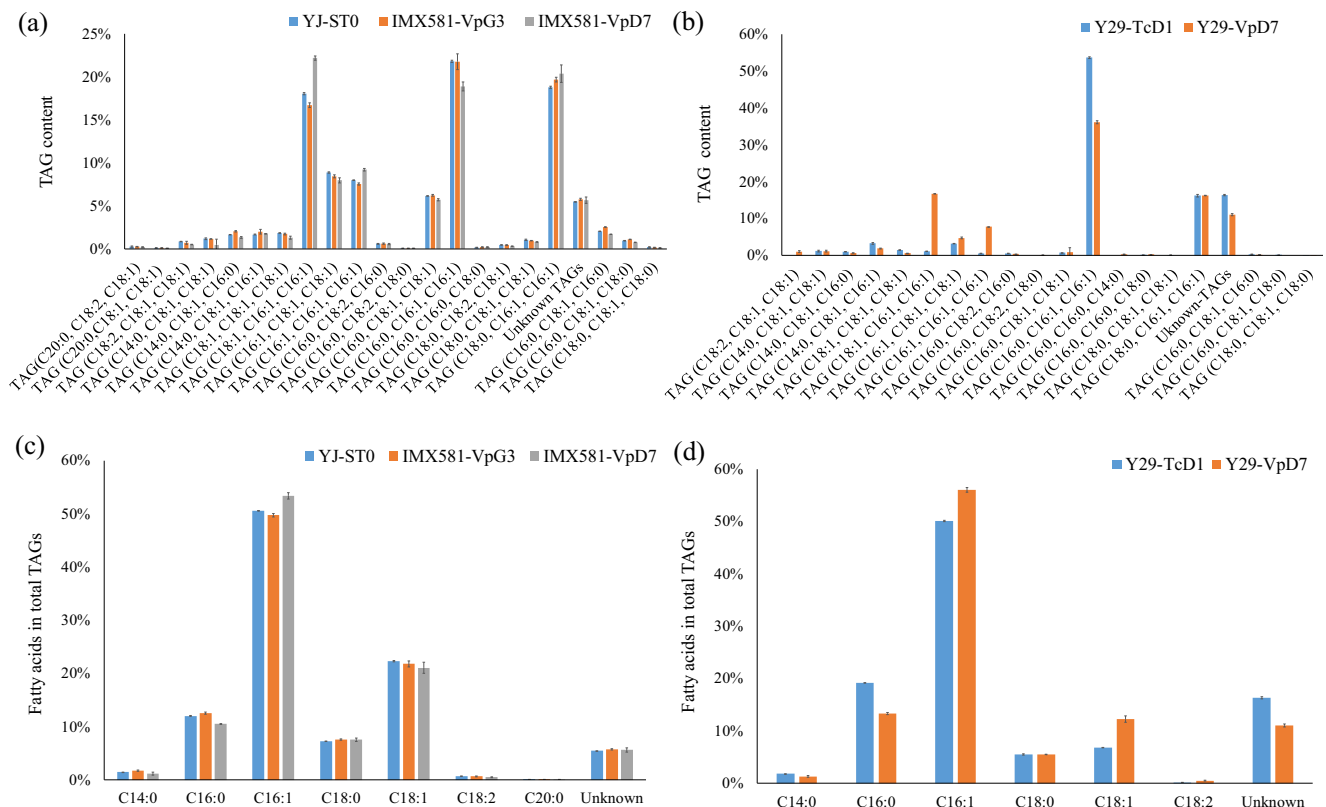 (a)
YJ-ST0 IMX581-VpG3 IMX581-VpD7
TAG content
25%
20%
15%
10%
5%
0%
TAG(C20:0, C18:2, C18:1)
TAG (C20:0,C18:1, C18:1)
TAG (C18:2, C18:1, C18:1)
TAG (C14:0, C18:1, C18:1)
TAG (C14:0, C18:1, C16:0)
TAG (C14:0, C18:1, C16:1)
TAG (C18:1, C18:1, C18:1)
TAG (C18:1, C16:1, C16:1)
TAG (C16:1, C18:1, C18:1)
TAG (C16:1, C16:1, C16:1)
TAG (C16:0, C18:2, C16:0)
TAG (C16:0, C18:2, C18:0)
TAG (C16:0, C18:1, C18:1)
TAG (C16:0, C16:1, C16:1)
TAG (C16:0, C16:0, C18:0)
TAG (C18:0, C18:2, C18:1)
TAG (C18:0, C18:1, C18:1)
TAG (C18:0, C16:1, C16:1)
Unknown TAGs
TAG (C16:0, C18:1, C16:0)
TAG (C16:0, C18:1, C18:0)
TAG (C18:0, C18:1, C18:0)
(b)
Y29-TcD1 Y29-VpD7
TAG content
60%
50%
40%
30%
20%
10%
0%
TAG (C18:2, C18:1, C18:1)
TAG (C14:0, C18:1, C18:1)
TAG (C14:0, C18:1, C16:0)
TAG (C14:0, C18:1, C16:1)
TAG (C18:1, C18:1, C18:1)
TAG (C18:1, C16:1, C16:1)
TAG (C16:1, C18:1, C18:1)
TAG (C16:1, C16:1, C16:1)
TAG (C16:0, C18:2, C16:0)
TAG (C16:0, C18:2, C18:0)
TAG (C16:0, C18:1, C18:1)
TAG (C16:0, C16:1, C16:1)
TAG (C16:0, C16:0, C14:0)
TAG (C16:0, C16:0, C18:0)
TAG (C18:0, C18:1, C18:1)
TAG (C18:0, C16:1, C16:1)
Uknown-TAGs
TAG (C16:0, C18:1, C16:0)
TAG (C16:0, C18:1, C18:0)
TAG (C18:0, C18:1, C18:0)
(c)
YJ-ST0 IMX581-VpG3 IMX581-VpD7
Fatty acids in total TAGs
60%
50%
40%
30%
20%
10%
0%
C14:0 C16:0 C16:1 C18:0 C18:1 C18:2 C20:0 Unknown
(d)
Y29-TcD1 Y29-VpD7
Fatty acids in total TAGs
60%
50%
40%
30%
20%
10%
0%
C14:0 C16:0 C16:1 C18:0 C18:1 C18:2 Unknown